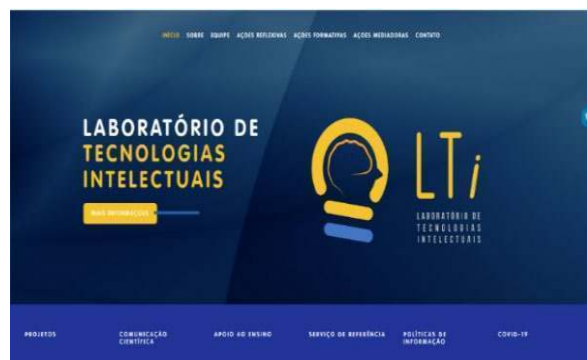 INÍCIO SOBRE EQUIPE AÇÕES REFLEXIVAS AÇÕES FORMATIVAS AÇÕES MEDIADORAS CONTATO
LABORATÓRIO DE
TECNOLOGIAS
INTELECTUAIS
MAIS INFORMAÇÕES
LTi
LABORATÓRIO DE
TECNOLOGIAS
INTELECTUAIS
PROJETOS COMUNICAÇÃO CIENTÍFICA APOIO AO ENSINO SERVIÇO DE REFERÊNCIA POLÍTICAS DE INFORMAÇÃO COVID-19